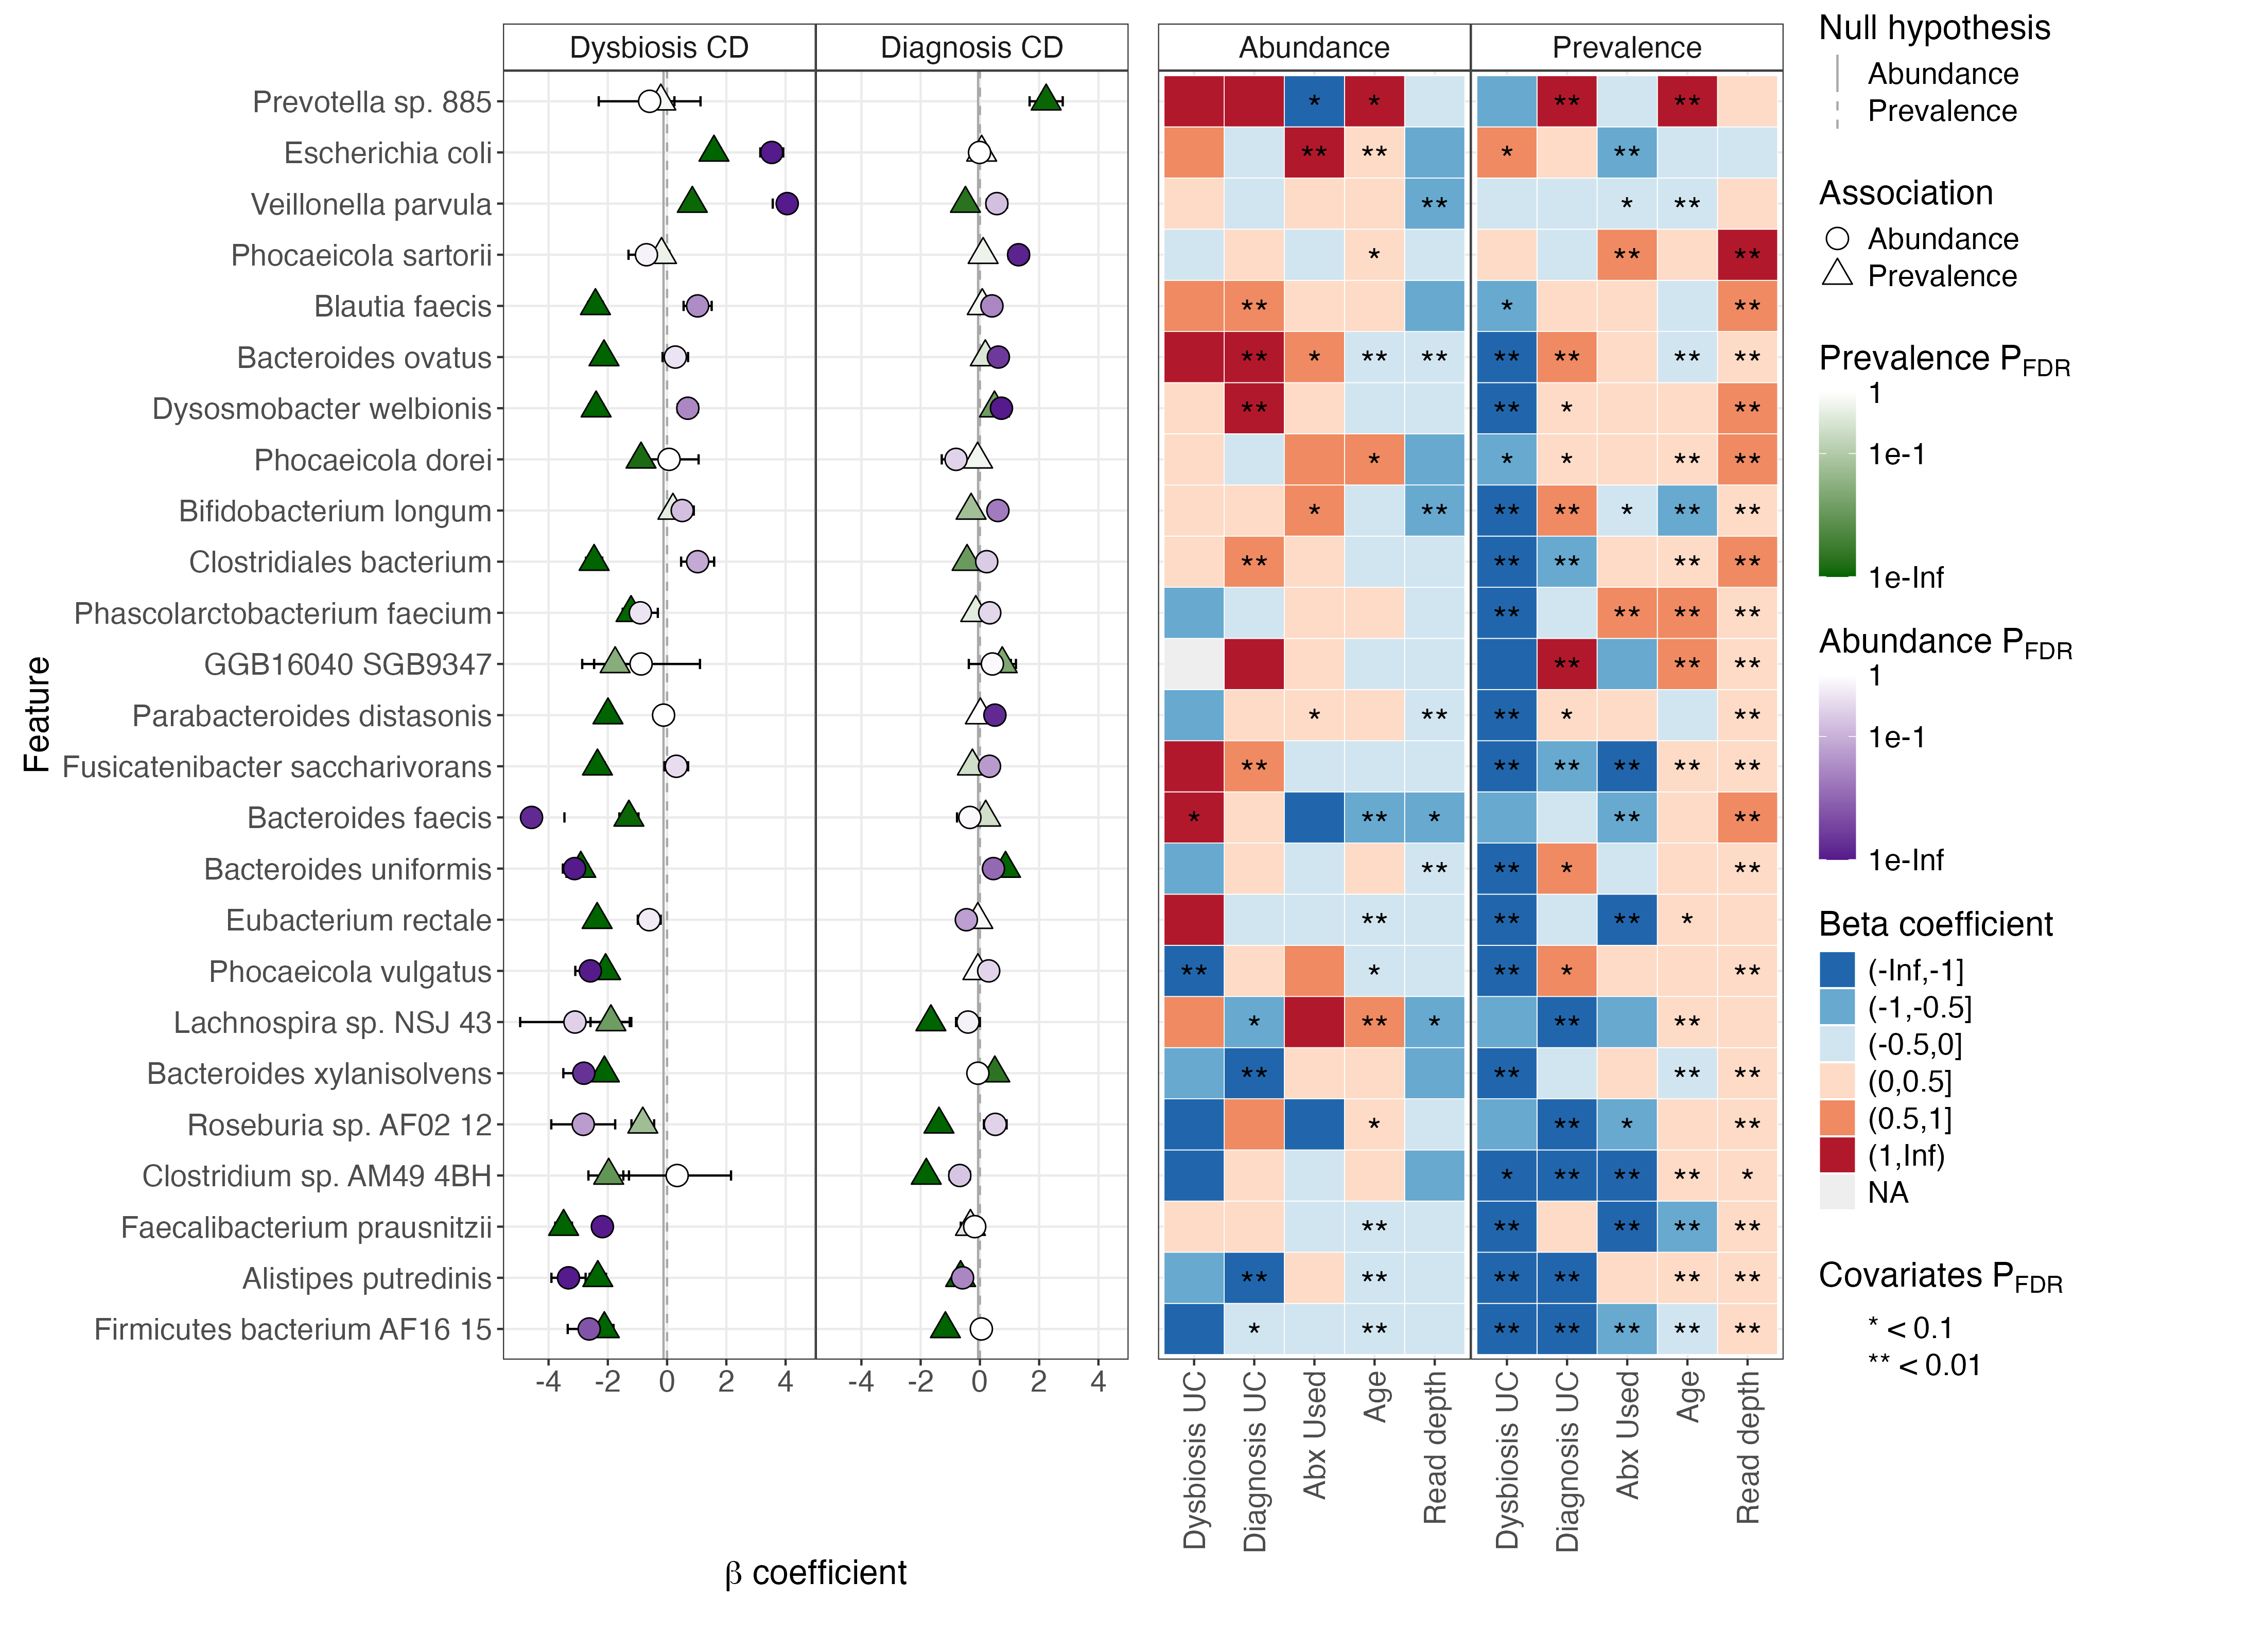 Dysbiosis CD Diagnosis CD Abundance Prevalence
Feature
Prevotella sp. 885
Escherichia coli
Veillonella parvula
Phocaeicola sartorii
Blautia faecis
Bacteroides ovatus
Dysosmobacter welbionis
Phocaeicola dorei
Bifidobacterium longum
Clostridiales bacterium
Phascolarctobacterium faecium
GGB16040 SGB9347
Parabacteroides distasonis
Fusicatenibacter saccharivorans
Bacteroides faecis
Bacteroides uniformis
Eubacterium rectale
Phocaeicola vulgatus
Lachnospira sp. NSJ 43
Bacteroides xylanisolvens
Roseburia sp. AF02 12
Clostridium sp. AM49 4BH
Faecalibacterium prausnitzii
Alistipes putredinis
Firmicutes bacterium AF16 15
-4 -2 0 2 4 -4 -2 0 2 4
β coefficient
* * ** **
** ** * **
** * **
* ** **
** * **
** * ** ** ** ** ** **
** ** * **
* * * ** **
* ** ** ** * ** **
** ** ** ** **
** ** ** **
** ** **
* ** ** * **
** ** ** ** ** **
* ** * ** **
** ** * **
** ** ** *
** * ** * **
* ** * ** **
** ** ** **
* ** * **
* ** ** ** *
** ** ** ** **
** ** ** ** ** **
* ** ** ** ** ** **
Dysbiosis UC
Diagnosis UC
Abx Used
Age
Read depth
Dysbiosis UC
Diagnosis UC
Abx Used
Age
Read depth
Null hypothesis
Abundance
Prevalence
Association
Abundance
Prevalence
Prevalence PFDR
1
1e-1
1e-Inf
Abundance PFDR
1
1e-1
1e-Inf
Beta coefficient
(-Inf,-1]
(-1,-0.5]
(-0.5,0]
(0,0.5]
(0.5,1]
(1,Inf)
NA
Covariates PFDR
* < 0.1
** < 0.01